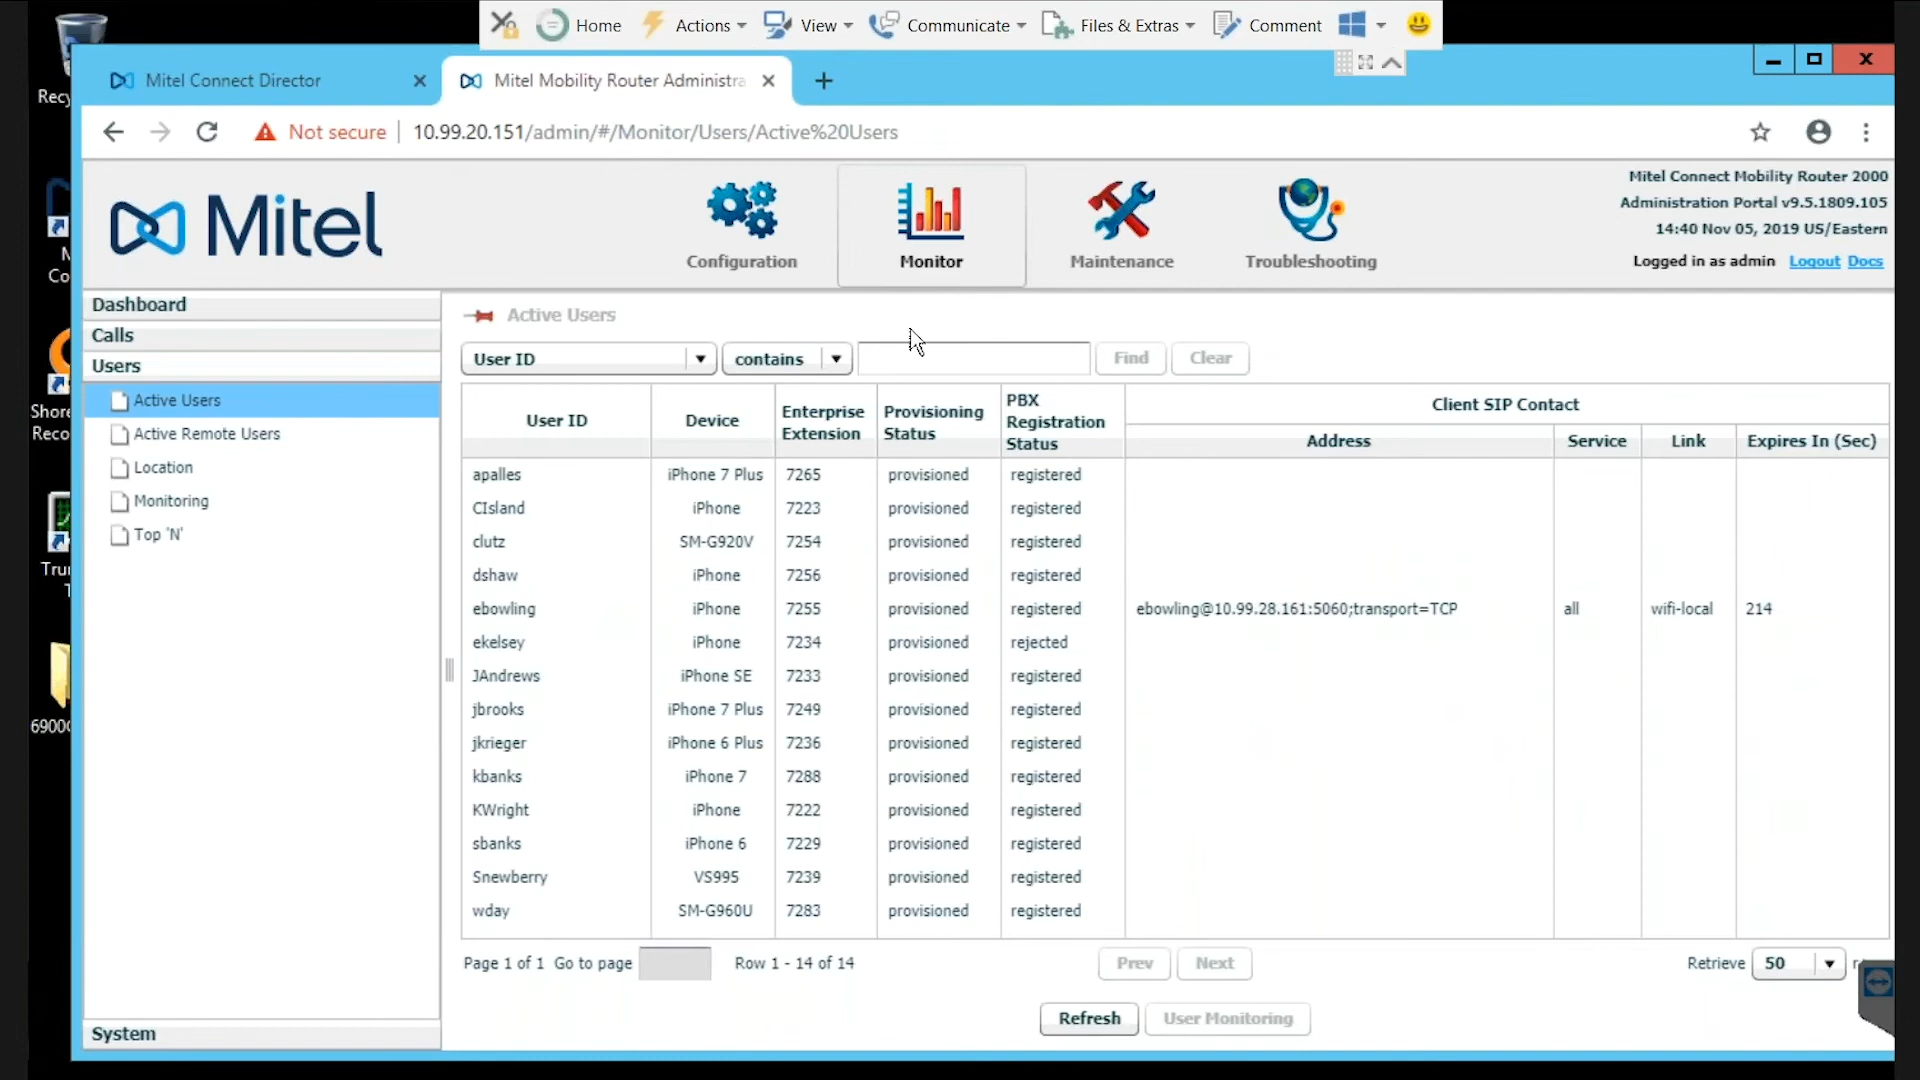 Home Actions View Communicate Files & Extras Comment
Mitel Connect Director
Mitel Mobility Router Administra
Not secure 10.99.20.151/admin/#/Monitor/Users/Active%20Users
Mitel
Configuration
Monitor
Maintenance
Troubleshooting
Mitel Connect Mobility Router 2000
Administration Portal v9.5.1809.105
14:40 Nov 05, 2019 US/Eastern
Logged in as admin Logout Docs
Dashboard
Calls
Users
Active Users
Active Remote Users
Location
Monitoring
Top 'N'
System
Active Users
User ID contains Find Clear
User ID Device Enterprise Extension Provisioning Status PBX Registration Status Client SIP Contact
Address Service Link Expires In (Sec)
apalles iPhone 7 Plus 7265 provisioned registered
CIsland iPhone 7223 provisioned registered
clutz SM-G920V 7254 provisioned registered
dshaw iPhone 7256 provisioned registered
ebowling iPhone 7255 provisioned registered ebowling@10.99.28.161:5060;transport=TCP all wifi-local 214
ekelsey iPhone 7234 provisioned rejected
JAndrews iPhone SE 7233 provisioned registered
jbrooks iPhone 7 Plus 7249 provisioned registered
jkrieger iPhone 6 Plus 7236 provisioned registered
kbanks iPhone 7 7288 provisioned registered
KWright iPhone 7222 provisioned registered
sbanks iPhone 6 7229 provisioned registered
Snewberry VS995 7239 provisioned registered
wday SM-G960U 7283 provisioned registered
Page 1 of 1 Go to page Row 1 - 14 of 14 Prev Next Retrieve 50
Refresh User Monitoring